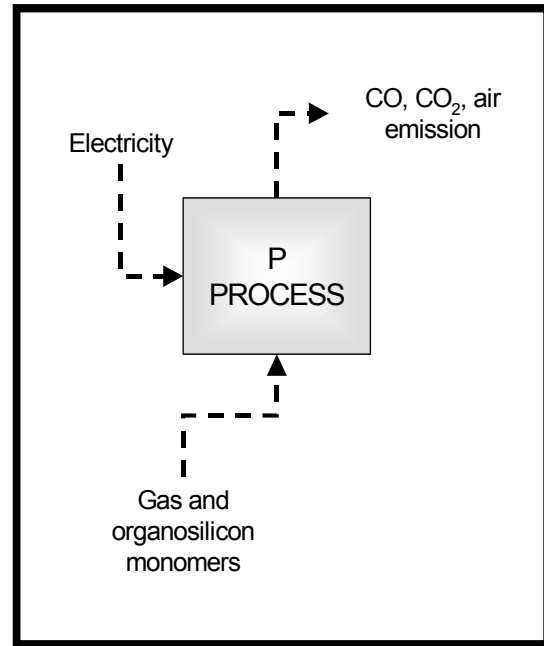 CO, CO₂, air
emission
Electricity
P
PROCESS
Gas and
organosilicon
monomers